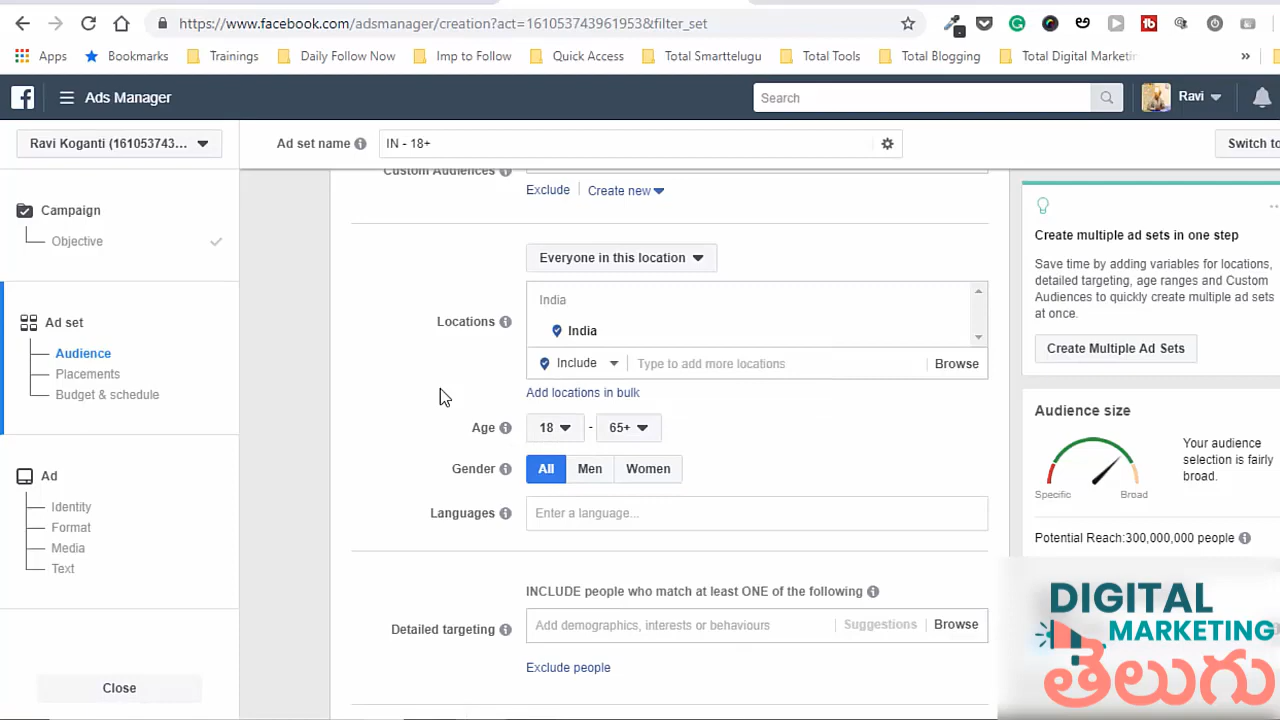 https://www.facebook.com/adsmanager/creation?act=161053743961953&filter_set
Apps
Bookmarks
Trainings
Daily Follow Now
Imp to Follow
Quick Access
Total Smarttelugu
Total Tools
Total Blogging
Total Digital Marketin
»
Ads Manager
Search
Ravi
Ravi Koganti (161053743...
Ad set name
IN - 18+
Switch to
Custom Audiences
Exclude
Create new
Campaign
Objective
Everyone in this location
India
Locations
India
Include
Type to add more locations
Browse
Add locations in bulk
Ad set
Audience
Placements
Budget & schedule
Age
18
-
65+
Gender
All
Men
Women
Languages
Enter a language...
Ad
Identity
Format
Media
Text
INCLUDE people who match at least ONE of the following
Detailed targeting
Add demographics, interests or behaviours
Suggestions
Browse
Exclude people
Close
Create multiple ad sets in one step
Save time by adding variables for locations,
detailed targeting, age ranges and Custom
Audiences to quickly create multiple ad sets
at once.
Create Multiple Ad Sets
Audience size
Your audience
selection is fairly
broad.
Specific
Broad
Potential Reach:300,000,000 people
DIGITAL
MARKETING
తెలుగు